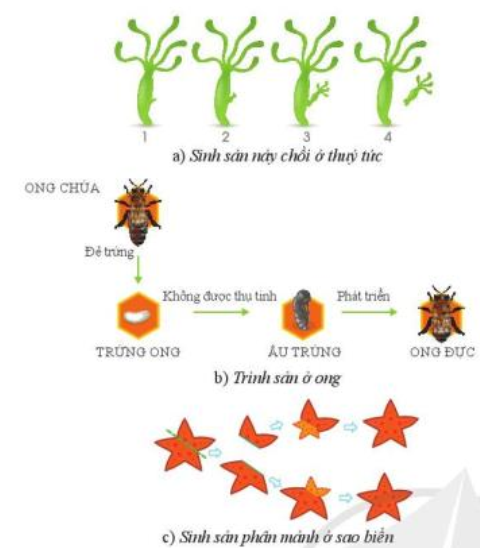 1 2 3 4
a) Sinh sản nảy chồi ở thuỷ tức
ONG CHÚA
Đẻ trứng
Không được thụ tinh Phát triển
TRỨNG ONG ẤU TRÙNG ONG ĐỰC
b) Trinh sản ở ong
c) Sinh sản phân mảnh ở sao biển